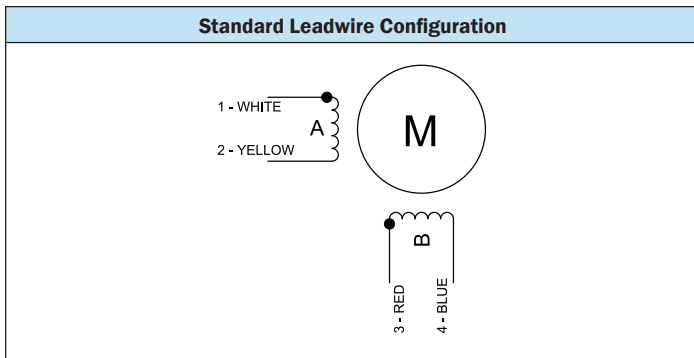 Standard Leadwire Configuration
1 - WHITE
A
2 - YELLOW
M
B
3 - RED
4 - BLUE